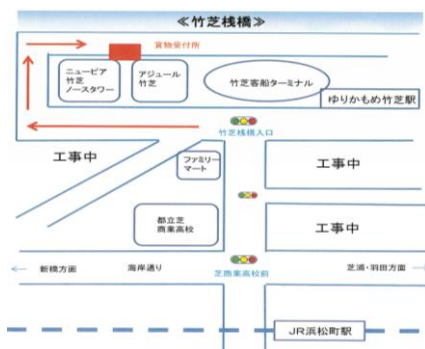 ≪竹芝桟橋≫
貨物受付所
ニューピア
竹芝
ノースタワー
アジュール
竹芝
竹芝客船ターミナル
ゆりかもめ竹芝駅
竹芝桟橋入口
工事中
ファミリー
マート
工事中
都立芝
商業高校
工事中
新橋方面
海岸通り
芝商業高校前
芝浦・羽田方面
JR浜松町駅